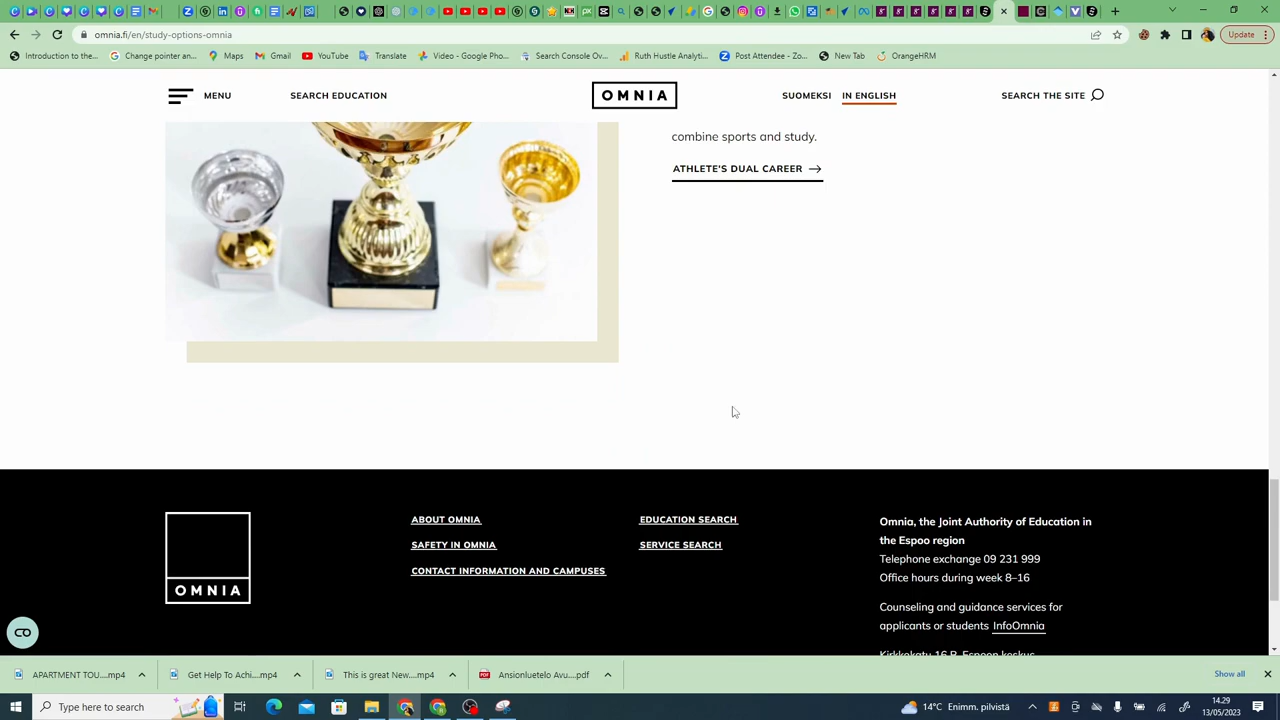 omnia.fi/en/study-options-omnia
Update
Introduction to the...
Change pointer an...
Maps
Gmail
YouTube
Translate
Video - Google Pho...
Search Console Ov...
Ruth Hustle Analyti...
Post Attendee - Zo...
New Tab
OrangeHRM
MENU
SEARCH EDUCATION
OMNIA
SUOMEKSI
IN ENGLISH
SEARCH THE SITE
combine sports and study.
ATHLETE'S DUAL CAREER
OMNIA
ABOUT OMNIA
SAFETY IN OMNIA
CONTACT INFORMATION AND CAMPUSES
EDUCATION SEARCH
SERVICE SEARCH
Omnia, the Joint Authority of Education in
the Espoo region
Telephone exchange 09 231 999
Office hours during week 8–16
Counseling and guidance services for
applicants or students InfoOmnia
Kirkkokatu 16 B, Espoon keskus
APARTMENT TOU....mp4
Get Help To Achi....mp4
This is great New....mp4
Ansionluetelo Avu....pdf
Show all
Type here to search
14°C Enimm. pilvistä
14.29
13/05/2023